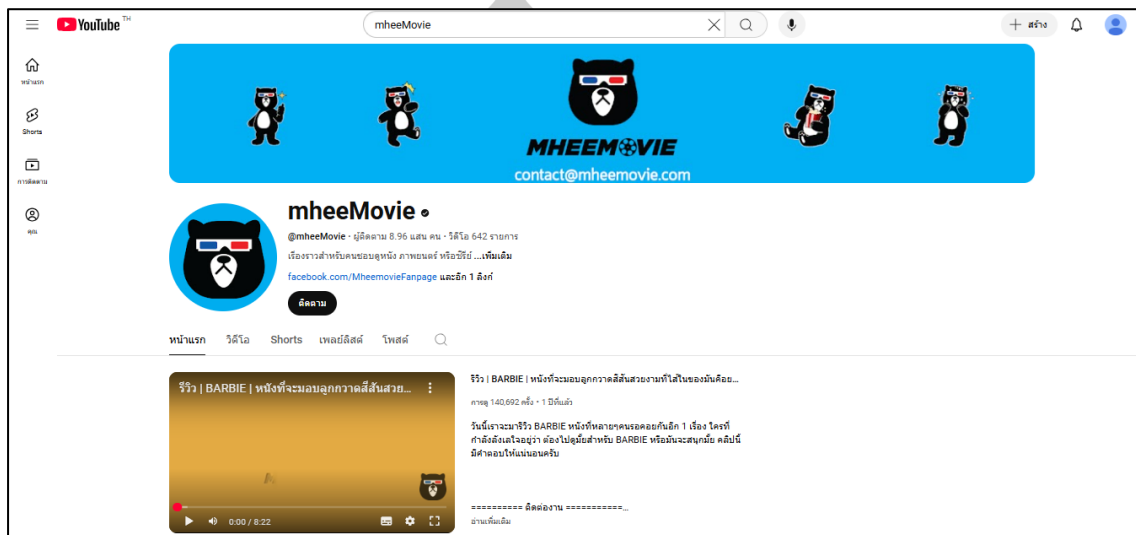 YouTube TH
mheeMovie
สร้าง
หน้าแรก
Shorts
การติดตาม
คุณ
MHEEMOVIE
contact@mheemovie.com
mheeMovie
@mheeMovie • ผู้ติดตาม 8.96 แสน คน • วิดีโอ 642 รายการ
เรื่องราวสำหรับคนชอบดูหนัง ภาพยนตร์ หรือซีรีย์ ...เพิ่มเติม
facebook.com/MheemovieFanpage และอีก 1 ลิงก์
ติดตาม
หน้าแรก วิดีโอ Shorts เพลย์ลิสต์ โพสต์
รีวิว | BARBIE | หนังที่จะมอบลูกกวาดสีสันสวย...
0:00 / 8:22
รีวิว | BARBIE | หนังที่จะมอบลูกกวาดสีสันสวยงามที่ไส้ในของมันคือย...
การดู 140,692 ครั้ง • 1 ปีที่แล้ว
วันนี้เราจะมารีวิว BARBIE หนังที่หลายๆคนรอคอยกันอีก 1 เรื่อง ใครที่
กำลังลังเลใจอยู่ว่า ต้องไปดูมั้ยสำหรับ BARBIE หรือมันจะสนุกมั้ย คลิปนี้
มีคำตอบให้แน่นอนครับ
========== ติดต่องาน ===========...
อ่านเพิ่มเติม